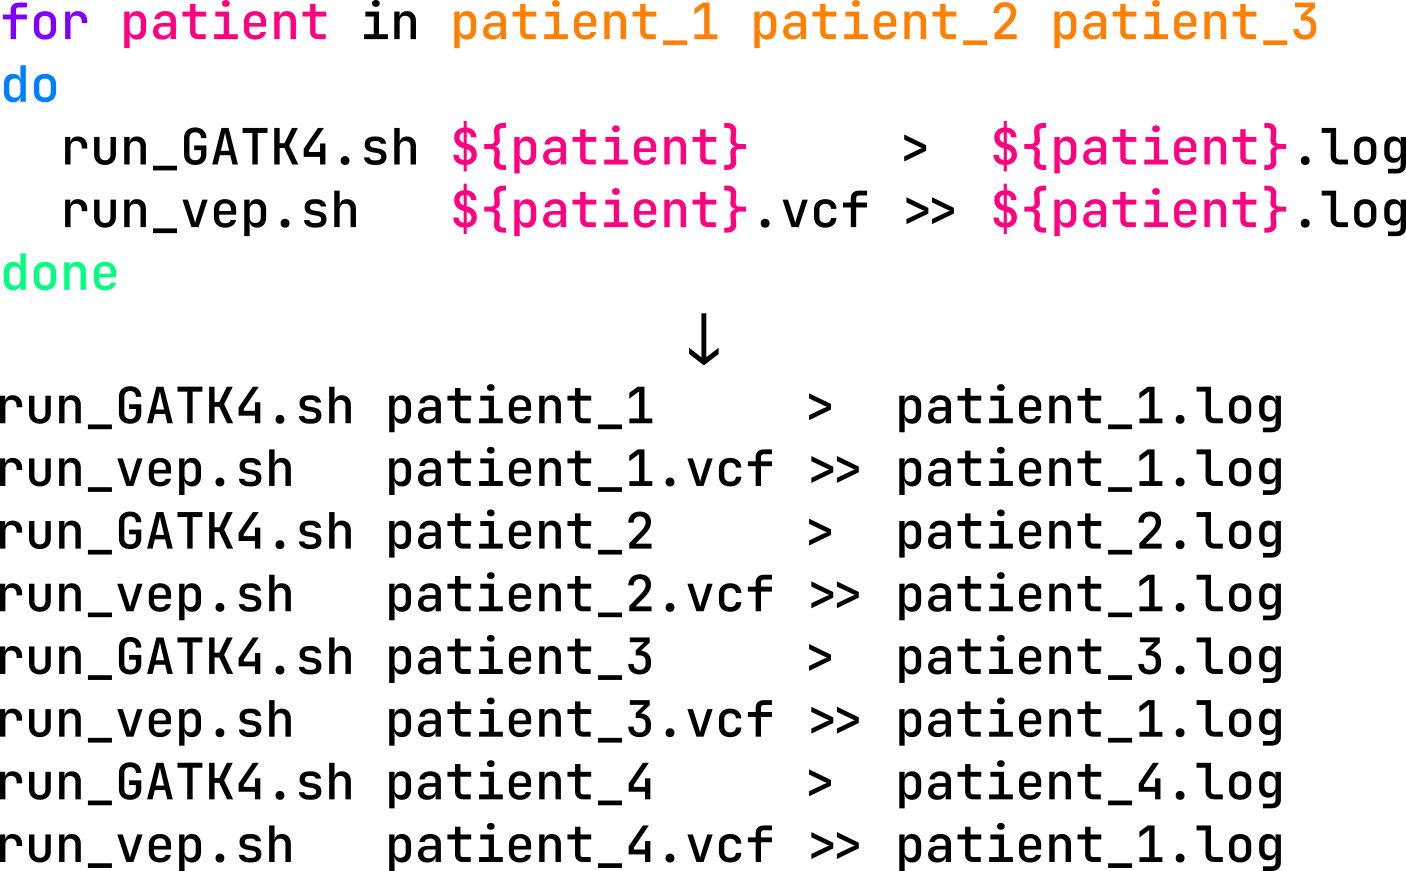 for patient in patient_1 patient_2 patient_3
do
  run_GATK4.sh ${patient}     >  ${patient}.log
  run_vep.sh   ${patient}.vcf >> ${patient}.log
done
↓
run_GATK4.sh patient_1     >  patient_1.log
run_vep.sh   patient_1.vcf >> patient_1.log
run_GATK4.sh patient_2     >  patient_2.log
run_vep.sh   patient_2.vcf >> patient_1.log
run_GATK4.sh patient_3     >  patient_3.log
run_vep.sh   patient_3.vcf >> patient_1.log
run_GATK4.sh patient_4     >  patient_4.log
run_vep.sh   patient_4.vcf >> patient_1.log